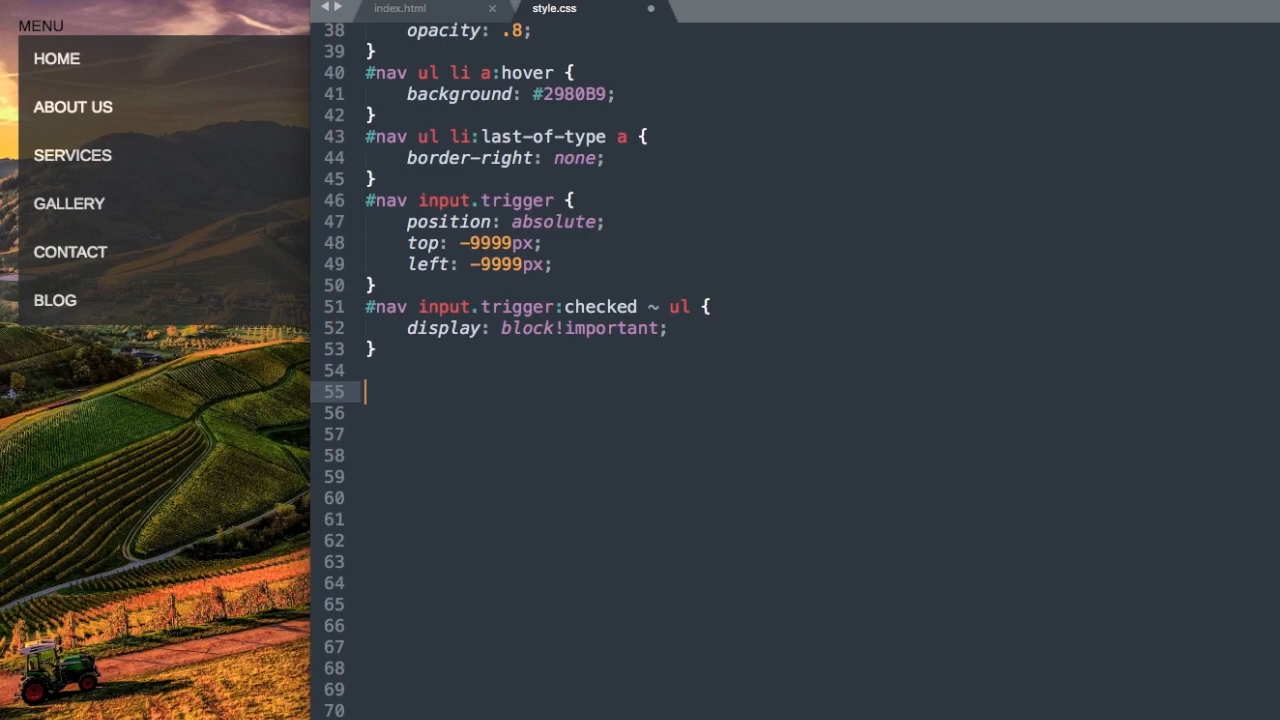 MENU
HOME
ABOUT US
SERVICES
GALLERY
CONTACT
BLOG
index.html × style.css
38 opacity: .8;
39 }
40 #nav ul li a:hover {
41 background: #2980B9;
42 }
43 #nav ul li:last-of-type a {
44 border-right: none;
45 }
46 #nav input.trigger {
47 position: absolute;
48 top: -9999px;
49 left: -9999px;
50 }
51 #nav input.trigger:checked ~ ul {
52 display: block!important;
53 }
54
55
56
57
58
59
60
61
62
63
64
65
66
67
68
69
70